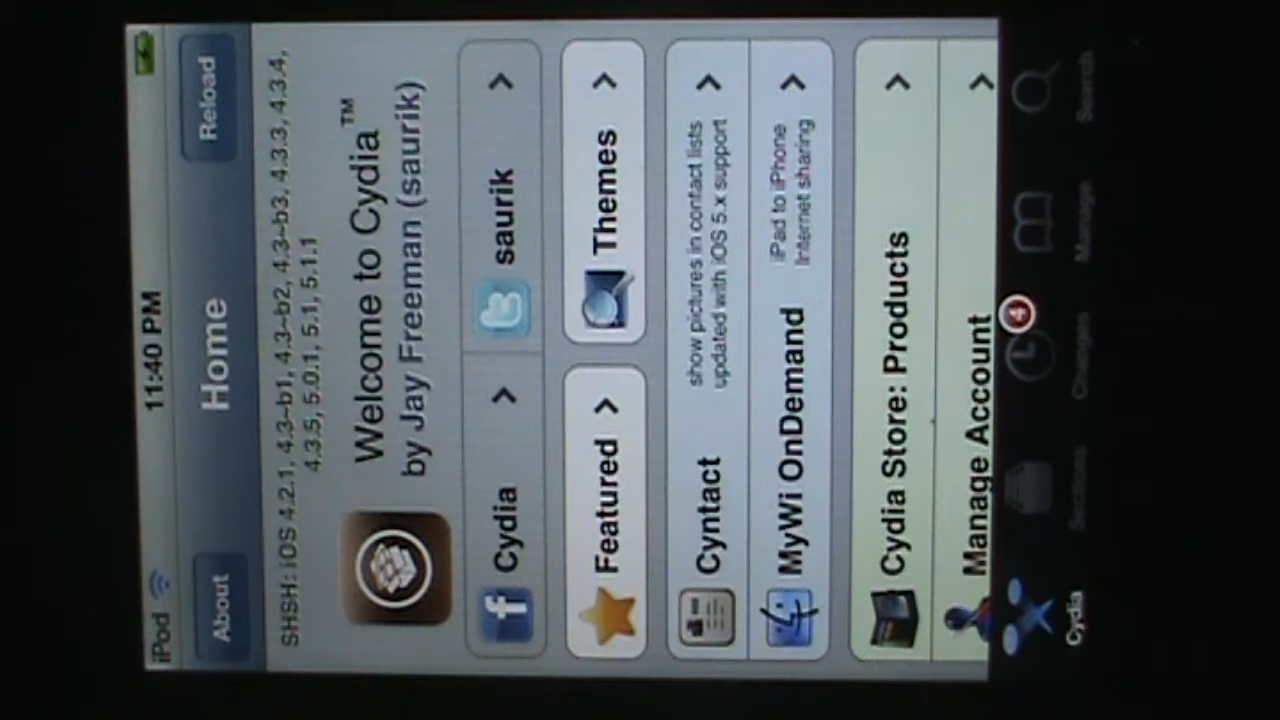 iPod 11:40 PM
About Home Reload
SHSH: iOS 4.2.1, 4.3~b1, 4.3~b2, 4.3~b3, 4.3.3, 4.3.4,
4.3.5, 5.0.1, 5.1, 5.1.1
Welcome to Cydia™
by Jay Freeman (saurik)
Cydia
saurik
Featured
Themes
Cyntact
show pictures in contact lists
updated with iOS 5.x support
MyWi OnDemand
iPad to iPhone
Internet sharing
Cydia Store: Products
Manage Account
4
Cydia Sections Changes Manage Search